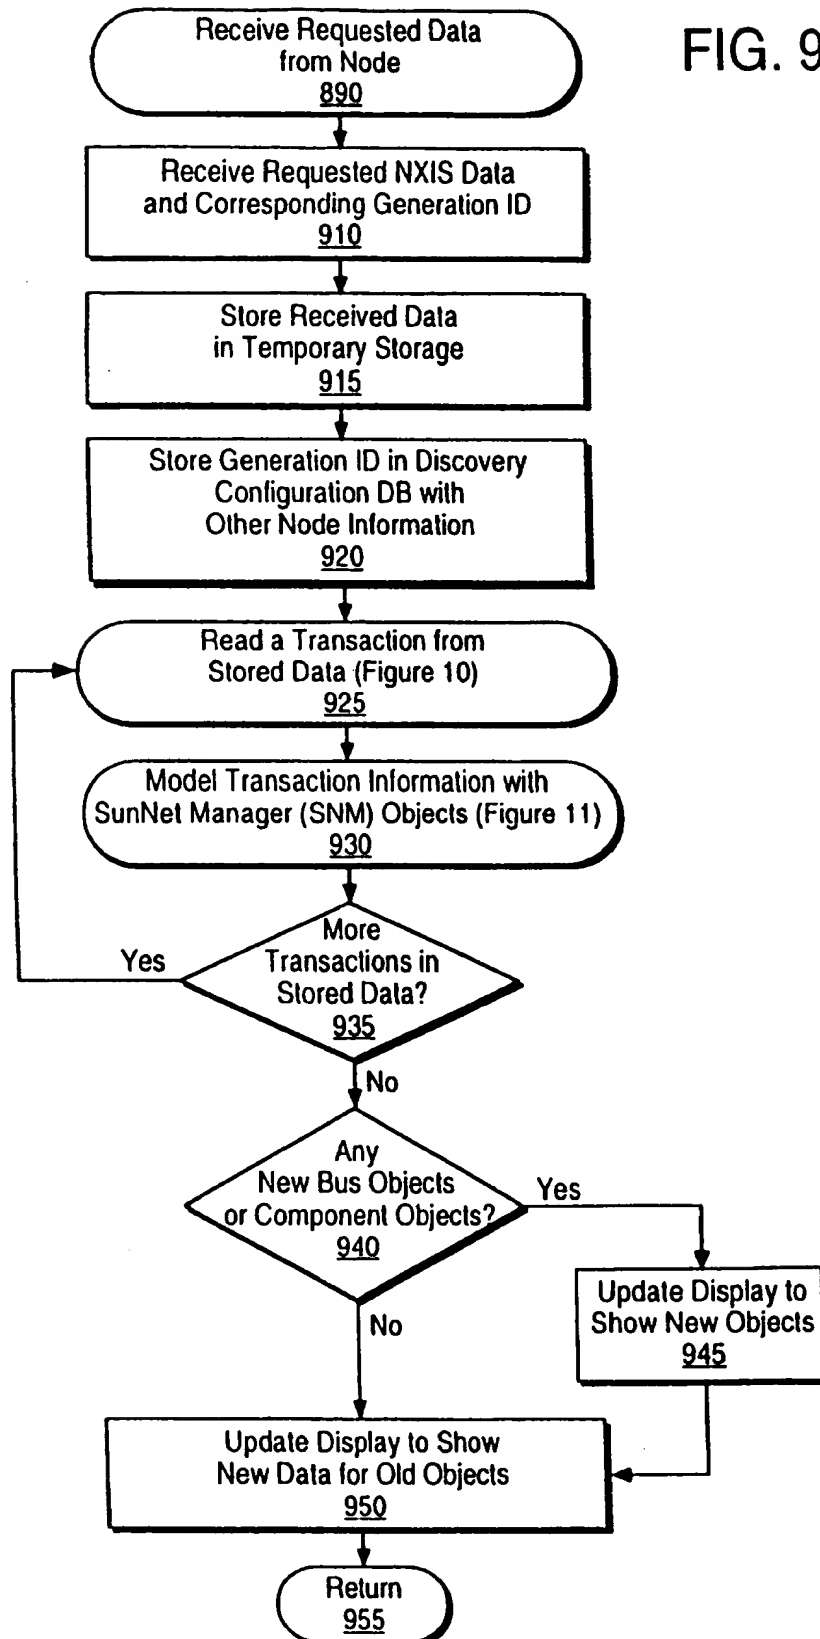 Receive Requested Data
from Node
890
FIG. 9
Receive Requested NXIS Data
and Corresponding Generation ID
910
Store Received Data
in Temporary Storage
915
Store Generation ID in Discovery
Configuration DB with
Other Node Information
920
Read a Transaction from
Stored Data (Figure 10)
925
Model Transaction Information with
SunNet Manager (SNM) Objects (Figure 11)
930
More
Transactions in
Stored Data?
935
Yes
No
Any
New Bus Objects
or Component Objects?
940
Yes
No
Update Display to
Show New Objects
945
Update Display to Show
New Data for Old Objects
950
Return
955